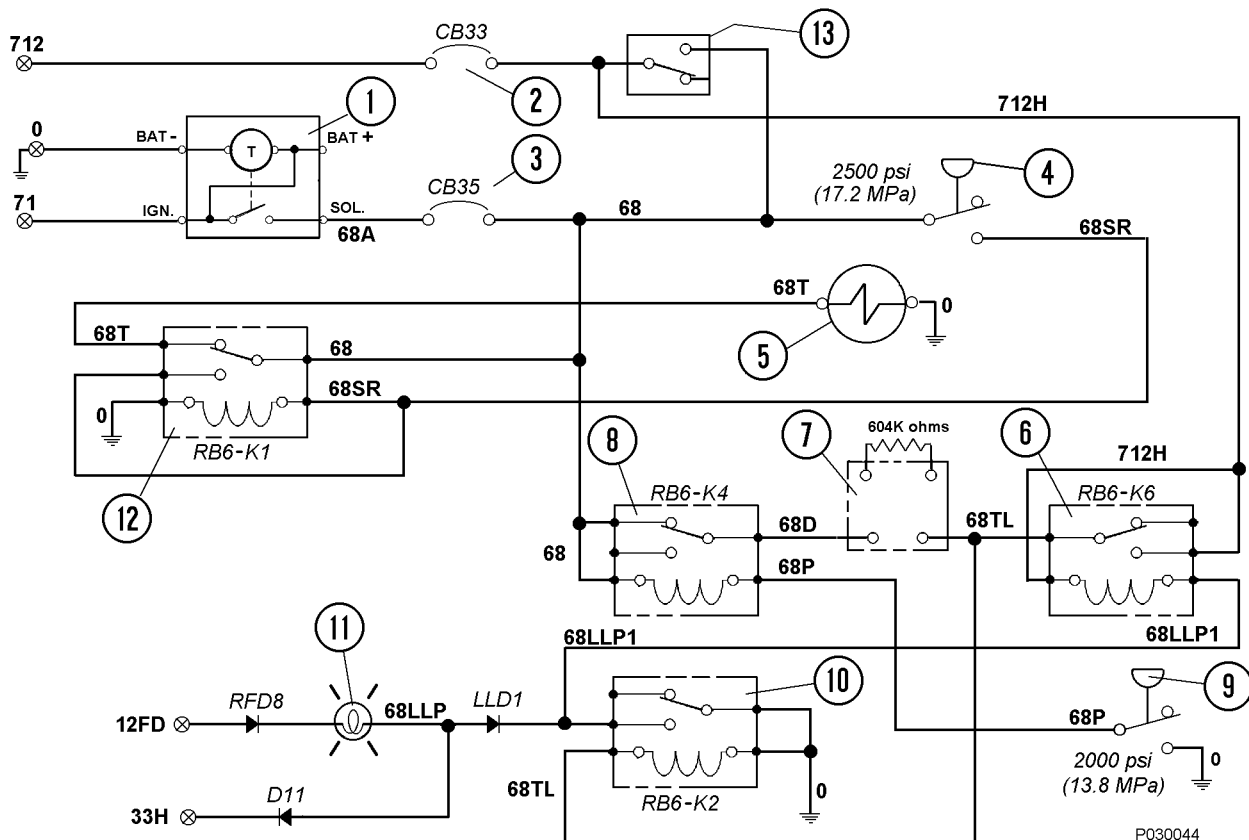 712
CB33
13
2
712H
1
0
BAT -
T
BAT +
3
2500 psi
(17.2 MPa)
4
CB35
71
IGN.
SOL.
68A
68
68SR
68T
0
5
68T
68
0
68SR
RB6-K1
12
8
7
604K ohms
6
712H
RB6-K4
RB6-K6
68D
68TL
68
68P
68LLP1
68LLP1
11
10
9
RFD8
68LLP
LLD1
12FD
68P
0
2000 psi
(13.8 MPa)
68TL
0
D11
RB6-K2
33H
P030044